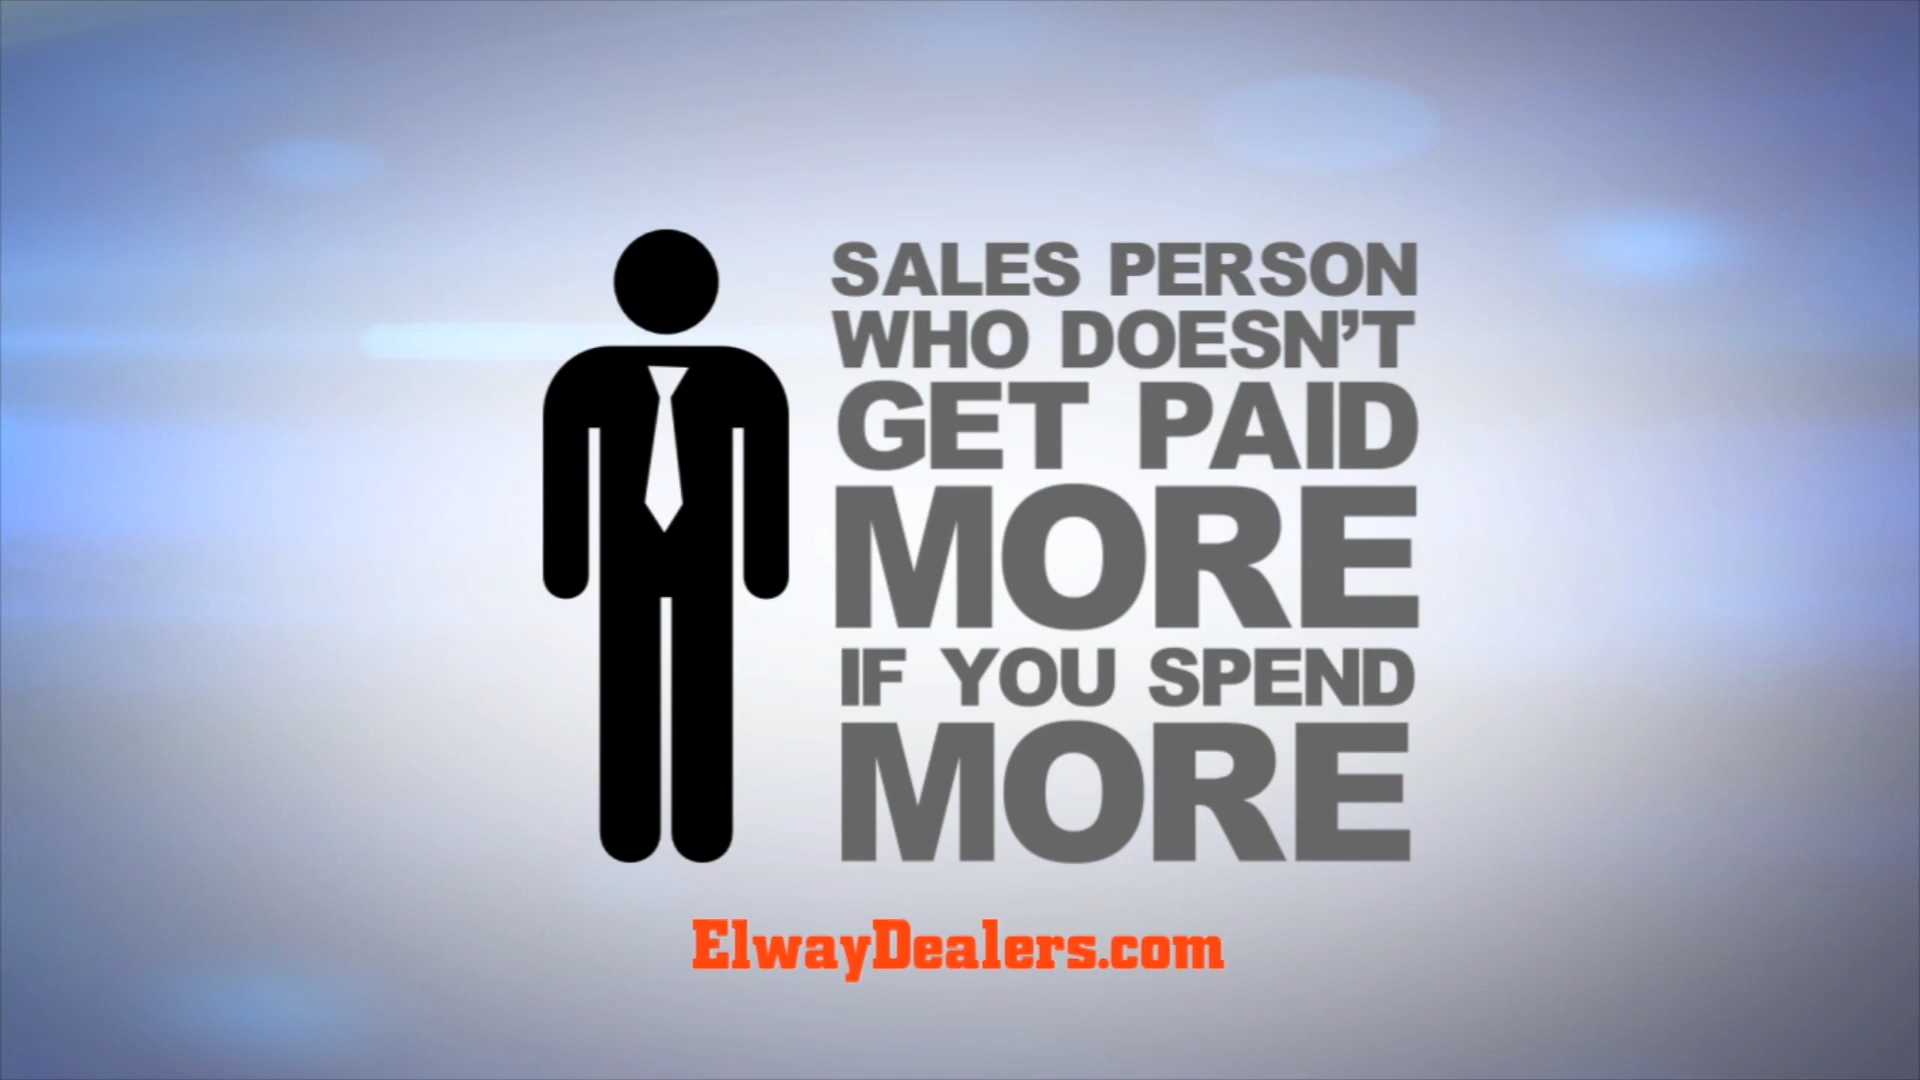 SALES PERSON
WHO DOESN'T
GET PAID
MORE
IF YOU SPEND
MORE
ElwayDealers.com